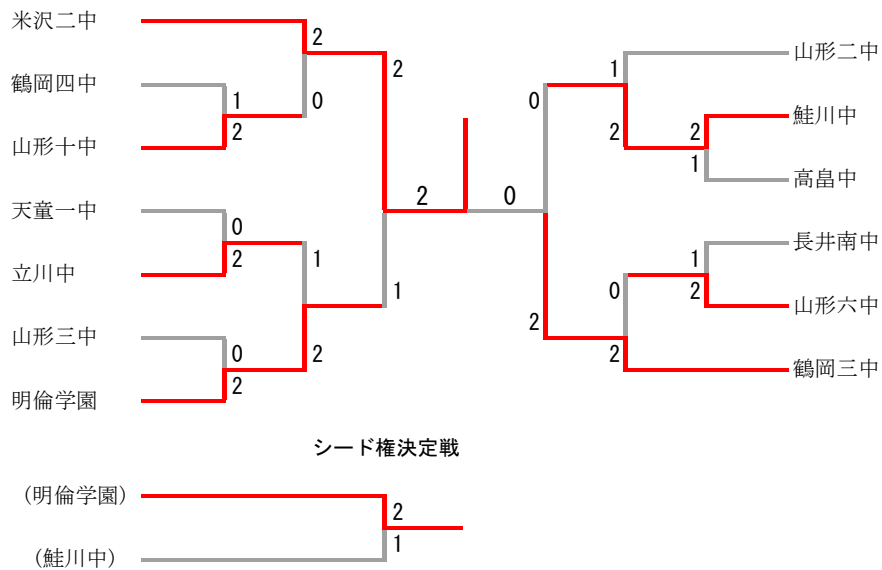 米沢二中
鶴岡四中
山形十中
天童一中
立川中
山形三中
明倫学園
2
1
2
0
0
2
1
0
2
2
2
1
2
0
0
2
1
2
2
1
1
2
0
2
山形二中
鮭川中
高畠中
長井南中
山形六中
鶴岡三中
シード権決定戦
（明倫学園）
2
（鮭川中）
1